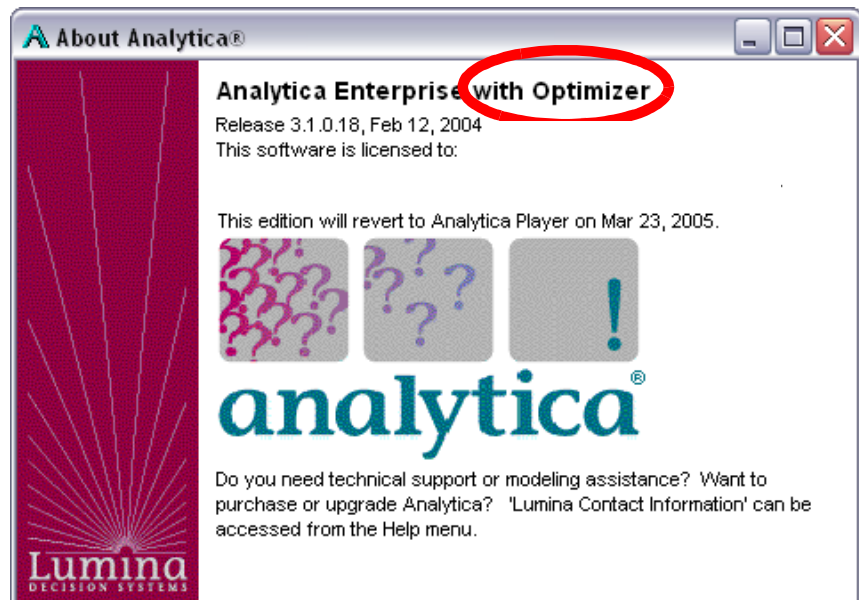 About Analytica®
Analytica Enterprise with Optimizer
Release 3.1.0.18, Feb 12, 2004
This software is licensed to:
This edition will revert to Analytica Player on Mar 23, 2005.
? ? ? ? ? ? ? ? !
analytica®
Do you need technical support or modeling assistance? Want to
purchase or upgrade Analytica? 'Lumina Contact Information' can be
accessed from the Help menu.
Lumina
DECISION SYSTEMS